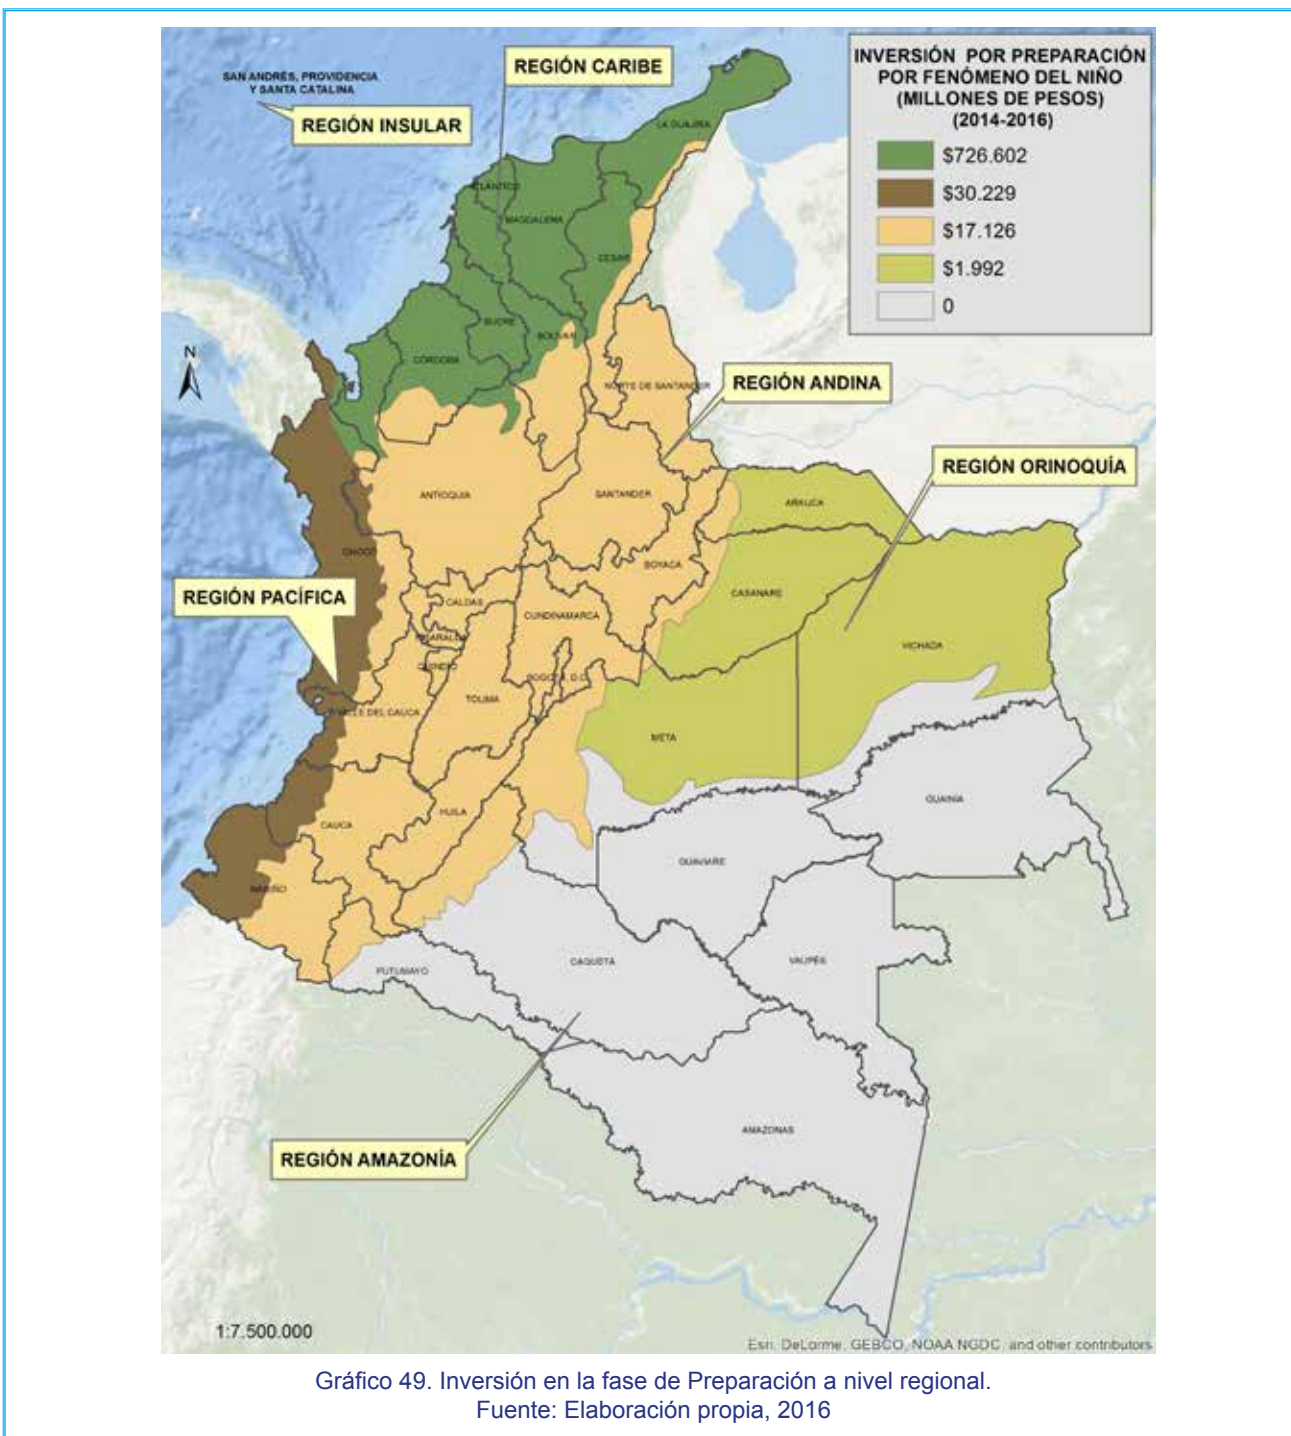 SAN ANDRÉS, PROVIDENCIA
Y SANTA CATALINA
REGIÓN INSULAR
REGIÓN CARIBE
INVERSIÓN POR PREPARACIÓN
POR FENÓMENO DEL NIÑO
(MILLONES DE PESOS)
(2014-2016)
$726.602
$30.229
$17.126
$1.992
0
LA GUAJIRA
ATLÁNTICO
MAGDALENA
CESAR
SUCRE
BOLÍVAR
CÓRDOBA
N
NORTE DE SANTANDER
REGIÓN ANDINA
REGIÓN ORINOQUÍA
ANTIOQUIA
SANTANDER
ARAUCA
CHOCÓ
BOYACÁ
CASANARE
REGIÓN PACÍFICA
CALDAS
CUNDINAMARCA
RISARALDA
VICHADA
QUINDÍO
BOGOTÁ, D.C.
TOLIMA
VALLE DEL CAUCA
META
GUAINÍA
HUILA
CAUCA
GUAVIARE
NARIÑO
CAQUETÁ
VAUPÉS
PUTUMAYO
AMAZONAS
REGIÓN AMAZONÍA
1:7.500.000
Esri, DeLorme, GEBCO, NOAA NGDC, and other contributors
Gráfico 49. Inversión en la fase de Preparación a nivel regional.
Fuente: Elaboración propia, 2016